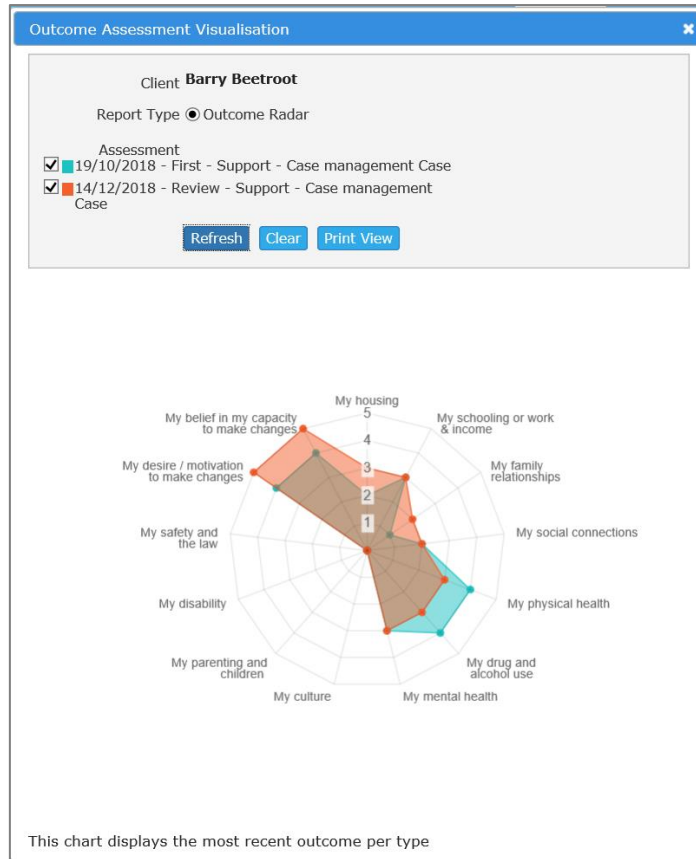 Outcome Assessment Visualisation
Client Barry Beetroot
Report Type Outcome Radar
Assessment
19/10/2018 - First - Support - Case management Case
14/12/2018 - Review - Support - Case management
Case
Refresh Clear Print View
My housing
5
4
3
2
1
My schooling or work
& income
My family
relationships
My social connections
My physical health
My drug and
alcohol use
My mental health
My culture
My parenting and
children
My disability
My safety and
the law
My desire / motivation
to make changes
My belief in my capacity
to make changes
This chart displays the most recent outcome per type